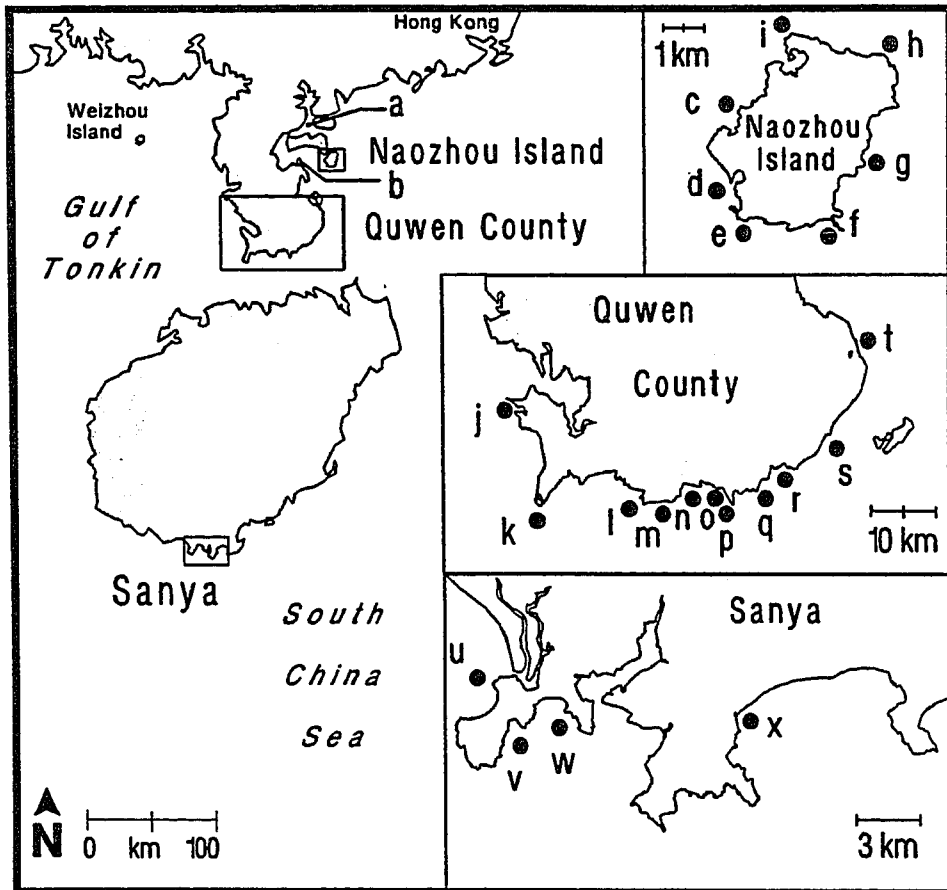 Hong Kong
Weizhou
Island
a
Naozhou Island
b
Quwen County
Gulf
of
Tonkin
Sanya
South
China
Sea
N
0 km 100
1 km
i
h
c
Naozhou
Island
g
d
e
f
Quwen
County
t
j
s
r
k
l
m
n
o
p
q
10 km
Sanya
u
v
w
x
3 km